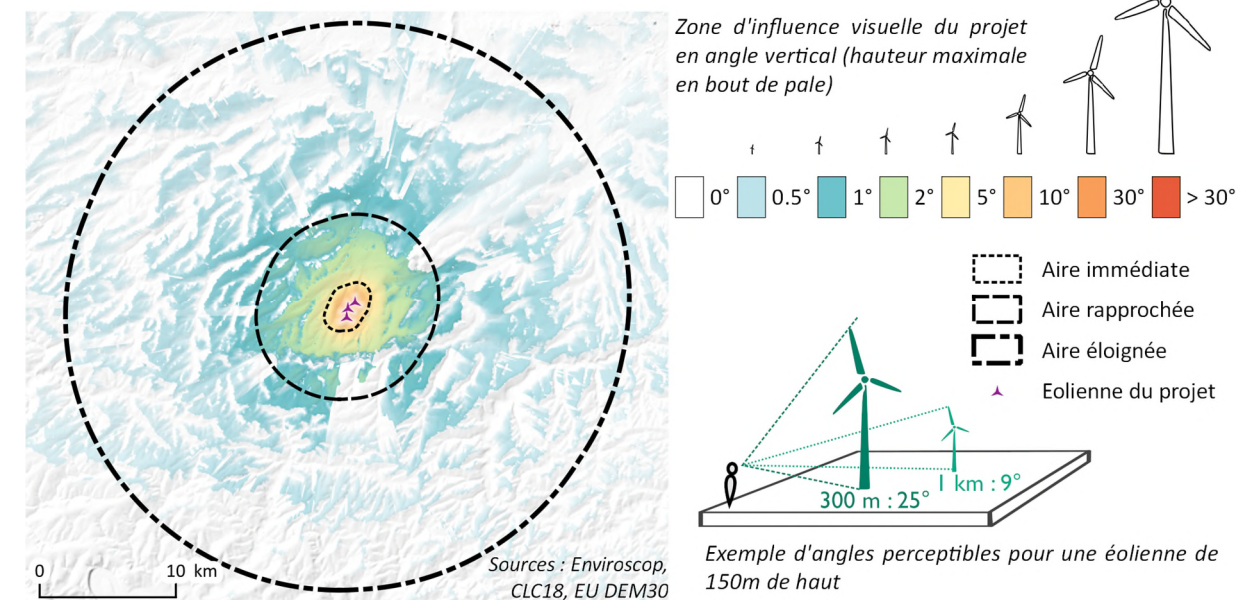 Zone d'influence visuelle du projet
en angle vertical (hauteur maximale
en bout de pale)
0° 0.5° 1° 2° 5° 10° 30° > 30°
Aire immédiate
Aire rapprochée
Aire éloignée
Eolienne du projet
1 km : 9°
300 m : 25°
Exemple d'angles perceptibles pour une éolienne de
150m de haut
0 10 km
Sources : Enviroscop,
CLC18, EU DEM30